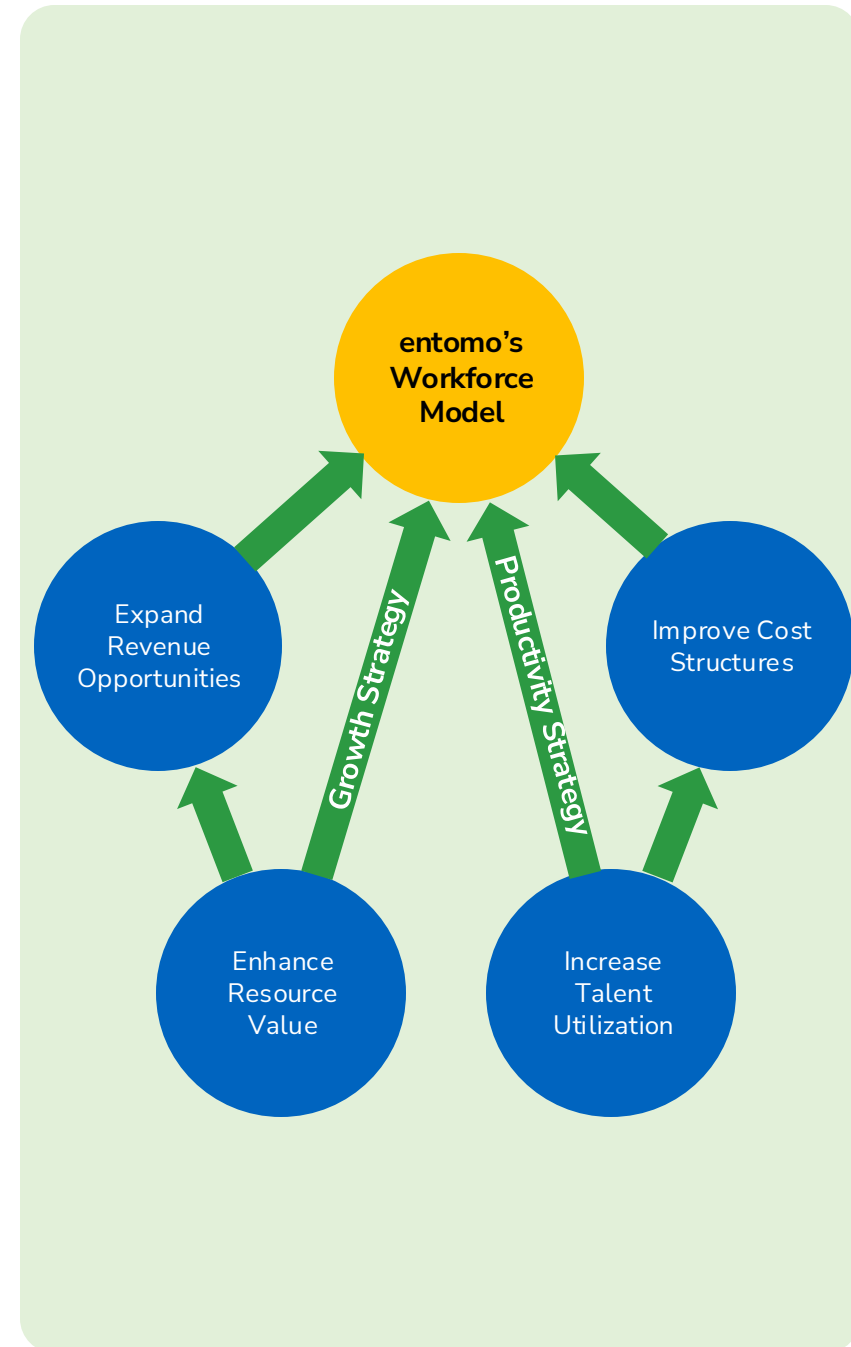 entomo’s
Workforce
Model
Expand
Revenue
Opportunities
Growth Strategy
Productivity Strategy
Improve Cost
Structures
Enhance
Resource
Value
Increase
Talent
Utilization